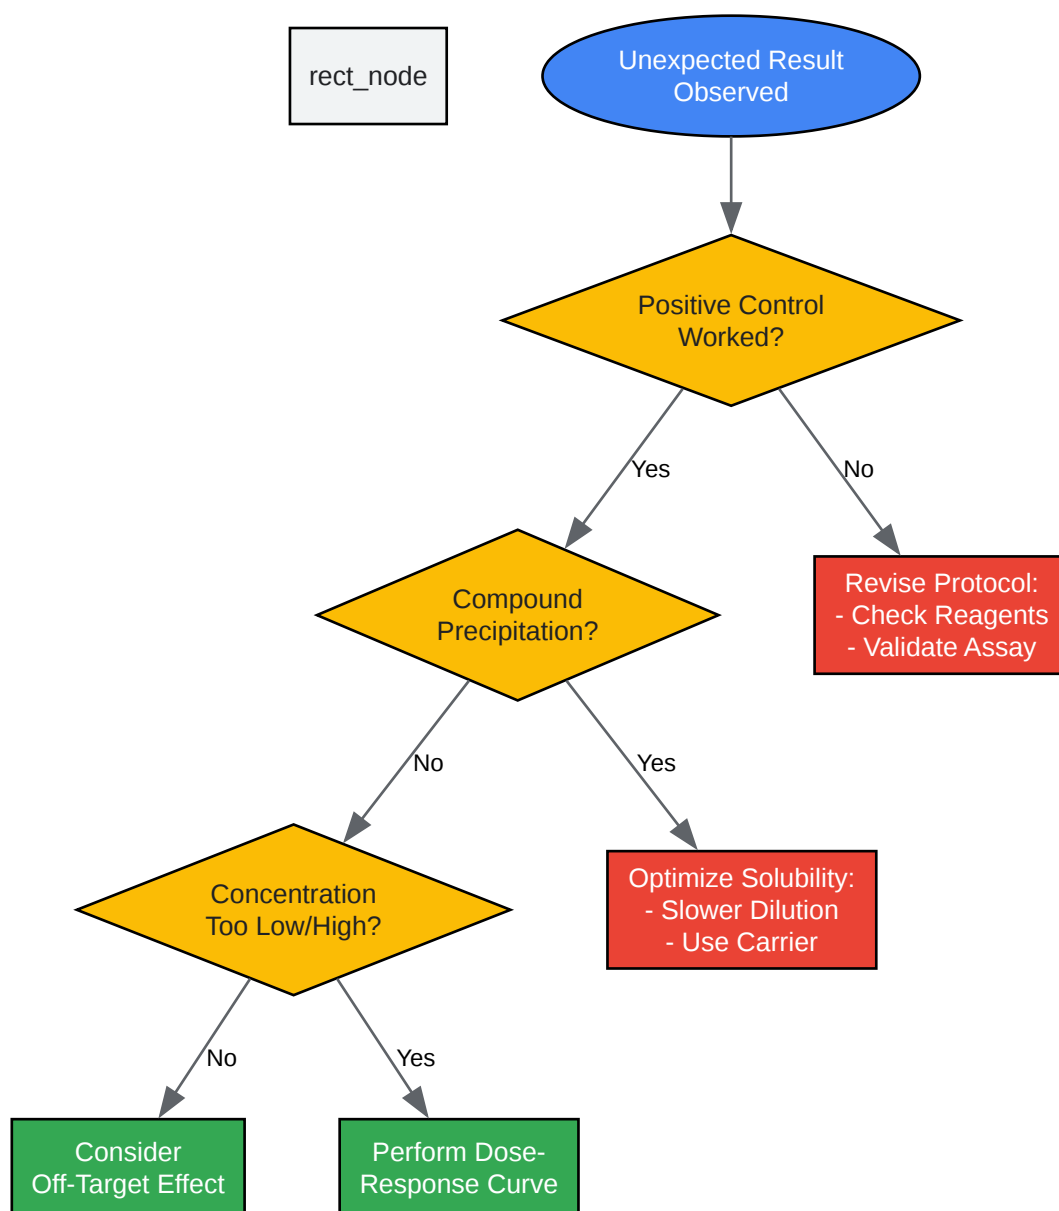 rect_node
Unexpected Result
Observed
Positive Control
Worked?
Yes
No
Compound
Precipitation?
Revise Protocol:
- Check Reagents
- Validate Assay
No
Yes
Concentration
Too Low/High?
Optimize Solubility:
- Slower Dilution
- Use Carrier
No
Yes
Consider
Off-Target Effect
Perform Dose-
Response Curve